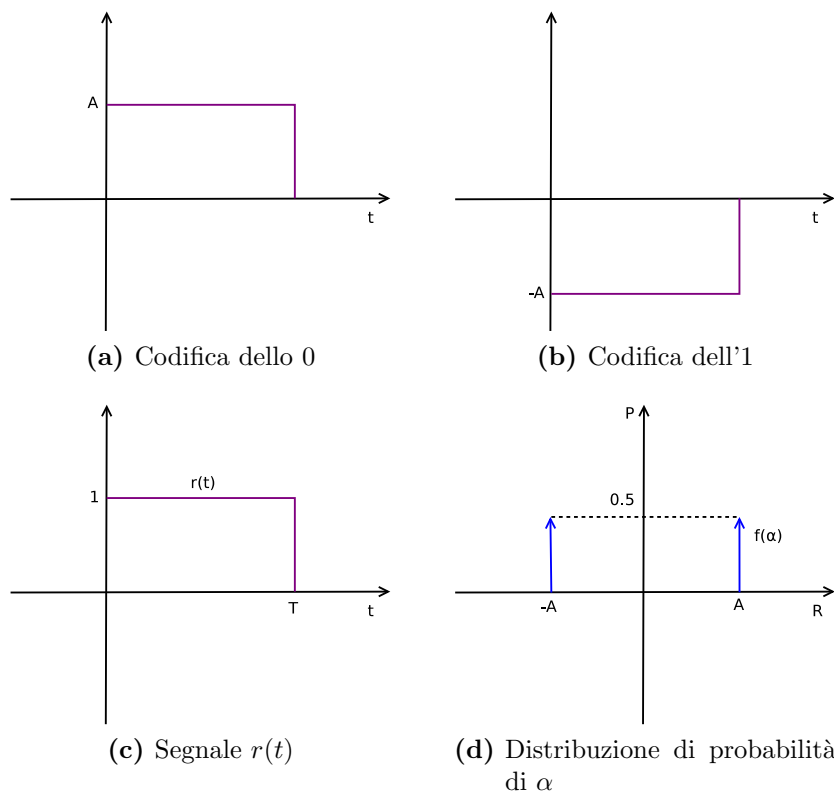 A
t
(a) Codifica dello 0
-A
t
(b) Codifica dell'1
1
r(t)
T
t
(c) Segnale r(t)
P
0.5
f(α)
-A
A
R
(d) Distribuzione di probabilità
di α